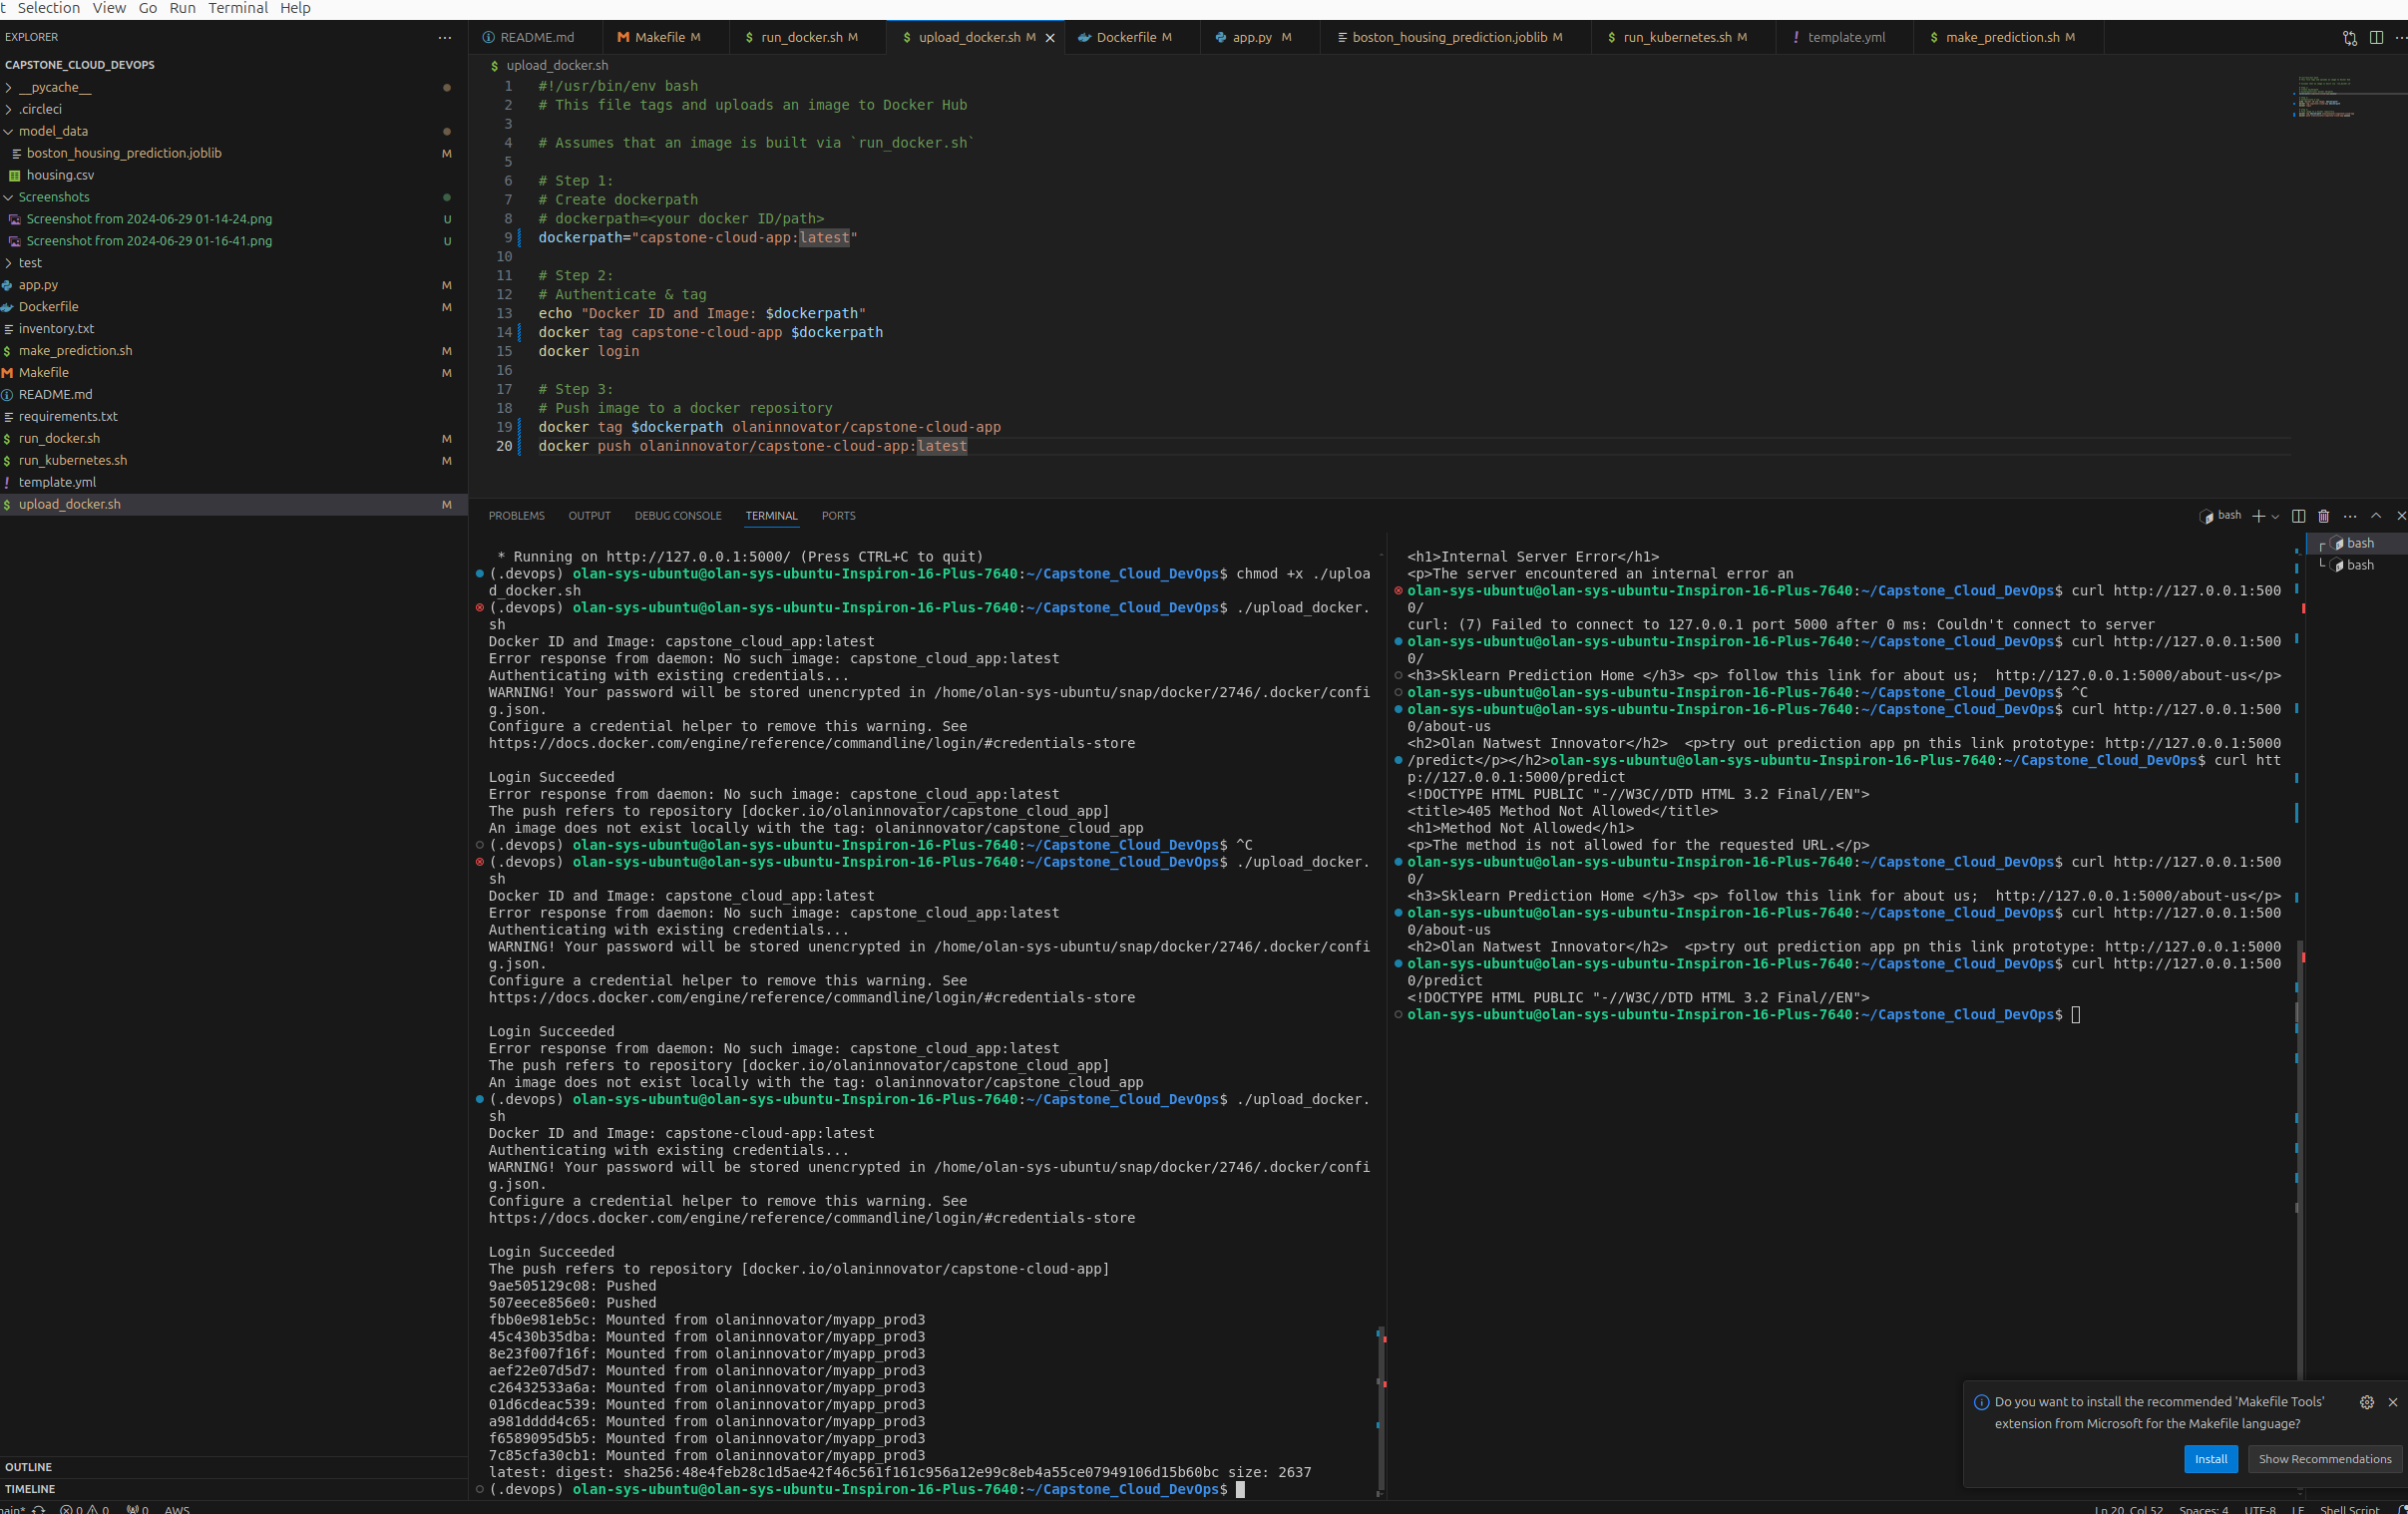 t Selection View Go Run Terminal Help
EXPLORER
CAPSTONE_CLOUD_DEVOPS
__pycache__
.circleci
model_data
boston_housing_prediction.joblib M
housing.csv
Screenshots
Screenshot from 2024-06-29 01-14-24.png U
Screenshot from 2024-06-29 01-16-41.png U
test
app.py M
Dockerfile M
inventory.txt
make_prediction.sh M
Makefile M
README.md
requirements.txt
run_docker.sh M
run_kubernetes.sh M
template.yml
upload_docker.sh M
OUTLINE
TIMELINE
README.md Makefile M run_docker.sh M upload_docker.sh M Dockerfile M app.py M boston_housing_prediction.joblib M run_kubernetes.sh M template.yml make_prediction.sh M
upload_docker.sh
1 #!/usr/bin/env bash
2 # This file tags and uploads an image to Docker Hub
3
4 # Assumes that an image is built via `run_docker.sh`
5
6 # Step 1:
7 # Create dockerpath
8 # dockerpath=<your docker ID/path>
9 dockerpath="capstone-cloud-app:latest"
10
11 # Step 2:
12 # Authenticate & tag
13 echo "Docker ID and Image: $dockerpath"
14 docker tag capstone-cloud-app $dockerpath
15 docker login
16
17 # Step 3:
18 # Push image to a docker repository
19 docker tag $dockerpath olaninnovator/capstone-cloud-app
20 docker push olaninnovator/capstone-cloud-app:latest
PROBLEMS OUTPUT DEBUG CONSOLE TERMINAL PORTS
bash
* Running on http://127.0.0.1:5000/ (Press CTRL+C to quit)
(.devops) olan-sys-ubuntu@olan-sys-ubuntu-Inspiron-16-Plus-7640:~/Capstone_Cloud_DevOps$ chmod +x ./uploa
d_docker.sh
(.devops) olan-sys-ubuntu@olan-sys-ubuntu-Inspiron-16-Plus-7640:~/Capstone_Cloud_DevOps$ ./upload_docker.
sh
Docker ID and Image: capstone_cloud_app:latest
Error response from daemon: No such image: capstone_cloud_app:latest
Authenticating with existing credentials...
WARNING! Your password will be stored unencrypted in /home/olan-sys-ubuntu/snap/docker/2746/.docker/confi
g.json.
Configure a credential helper to remove this warning. See
https://docs.docker.com/engine/reference/commandline/login/#credentials-store

Login Succeeded
Error response from daemon: No such image: capstone_cloud_app:latest
The push refers to repository [docker.io/olaninnovator/capstone_cloud_app]
An image does not exist locally with the tag: olaninnovator/capstone_cloud_app
(.devops) olan-sys-ubuntu@olan-sys-ubuntu-Inspiron-16-Plus-7640:~/Capstone_Cloud_DevOps$ ^C
(.devops) olan-sys-ubuntu@olan-sys-ubuntu-Inspiron-16-Plus-7640:~/Capstone_Cloud_DevOps$ ./upload_docker.
sh
Docker ID and Image: capstone_cloud_app:latest
Error response from daemon: No such image: capstone_cloud_app:latest
Authenticating with existing credentials...
WARNING! Your password will be stored unencrypted in /home/olan-sys-ubuntu/snap/docker/2746/.docker/confi
g.json.
Configure a credential helper to remove this warning. See
https://docs.docker.com/engine/reference/commandline/login/#credentials-store

Login Succeeded
Error response from daemon: No such image: capstone_cloud_app:latest
The push refers to repository [docker.io/olaninnovator/capstone_cloud_app]
An image does not exist locally with the tag: olaninnovator/capstone_cloud_app
(.devops) olan-sys-ubuntu@olan-sys-ubuntu-Inspiron-16-Plus-7640:~/Capstone_Cloud_DevOps$ ./upload_docker.
sh
Docker ID and Image: capstone-cloud-app:latest
Authenticating with existing credentials...
WARNING! Your password will be stored unencrypted in /home/olan-sys-ubuntu/snap/docker/2746/.docker/confi
g.json.
Configure a credential helper to remove this warning. See
https://docs.docker.com/engine/reference/commandline/login/#credentials-store

Login Succeeded
The push refers to repository [docker.io/olaninnovator/capstone-cloud-app]
9ae505129c08: Pushed
507eece856e0: Pushed
fbb0e981eb5c: Mounted from olaninnovator/myapp_prod3
45c430b35dba: Mounted from olaninnovator/myapp_prod3
8e23f007f16f: Mounted from olaninnovator/myapp_prod3
aef22e07d5d7: Mounted from olaninnovator/myapp_prod3
c26432533a6a: Mounted from olaninnovator/myapp_prod3
01d6cdeac539: Mounted from olaninnovator/myapp_prod3
a981dddd4c65: Mounted from olaninnovator/myapp_prod3
f6589095d5b5: Mounted from olaninnovator/myapp_prod3
7c85cfa30cb1: Mounted from olaninnovator/myapp_prod3
latest: digest: sha256:48e4feb28c1d5ae42f46c561f161c956a12e99c8eb4a55ce07949106d15b60bc size: 2637
(.devops) olan-sys-ubuntu@olan-sys-ubuntu-Inspiron-16-Plus-7640:~/Capstone_Cloud_DevOps$
<h1>Internal Server Error</h1>
<p>The server encountered an internal error an
olan-sys-ubuntu@olan-sys-ubuntu-Inspiron-16-Plus-7640:~/Capstone_Cloud_DevOps$ curl http://127.0.0.1:500
0/
curl: (7) Failed to connect to 127.0.0.1 port 5000 after 0 ms: Couldn't connect to server
olan-sys-ubuntu@olan-sys-ubuntu-Inspiron-16-Plus-7640:~/Capstone_Cloud_DevOps$ curl http://127.0.0.1:500
0/
<h3>Sklearn Prediction Home </h3> <p> follow this link for about us;  http://127.0.0.1:5000/about-us</p>
olan-sys-ubuntu@olan-sys-ubuntu-Inspiron-16-Plus-7640:~/Capstone_Cloud_DevOps$ ^C
olan-sys-ubuntu@olan-sys-ubuntu-Inspiron-16-Plus-7640:~/Capstone_Cloud_DevOps$ curl http://127.0.0.1:500
0/about-us
<h2>Olan Natwest Innovator</h2>  <p>try out prediction app pn this link prototype: http://127.0.0.1:5000
/predict</p></h2>olan-sys-ubuntu@olan-sys-ubuntu-Inspiron-16-Plus-7640:~/Capstone_Cloud_DevOps$ curl htt
p://127.0.0.1:5000/predict
<!DOCTYPE HTML PUBLIC "-//W3C//DTD HTML 3.2 Final//EN">
<title>405 Method Not Allowed</title>
<h1>Method Not Allowed</h1>
<p>The method is not allowed for the requested URL.</p>
olan-sys-ubuntu@olan-sys-ubuntu-Inspiron-16-Plus-7640:~/Capstone_Cloud_DevOps$ curl http://127.0.0.1:500
0/
<h3>Sklearn Prediction Home </h3> <p> follow this link for about us;  http://127.0.0.1:5000/about-us</p>
olan-sys-ubuntu@olan-sys-ubuntu-Inspiron-16-Plus-7640:~/Capstone_Cloud_DevOps$ curl http://127.0.0.1:500
0/about-us
<h2>Olan Natwest Innovator</h2>  <p>try out prediction app pn this link prototype: http://127.0.0.1:5000
olan-sys-ubuntu@olan-sys-ubuntu-Inspiron-16-Plus-7640:~/Capstone_Cloud_DevOps$ curl http://127.0.0.1:500
0/predict
<!DOCTYPE HTML PUBLIC "-//W3C//DTD HTML 3.2 Final//EN">
olan-sys-ubuntu@olan-sys-ubuntu-Inspiron-16-Plus-7640:~/Capstone_Cloud_DevOps$
bash
bash
Do you want to install the recommended 'Makefile Tools'
extension from Microsoft for the Makefile language?
Install Show Recommendations
main* 0 0 0 AWS Ln 20, Col 52 Spaces: 4 UTF-8 LF Shell Script